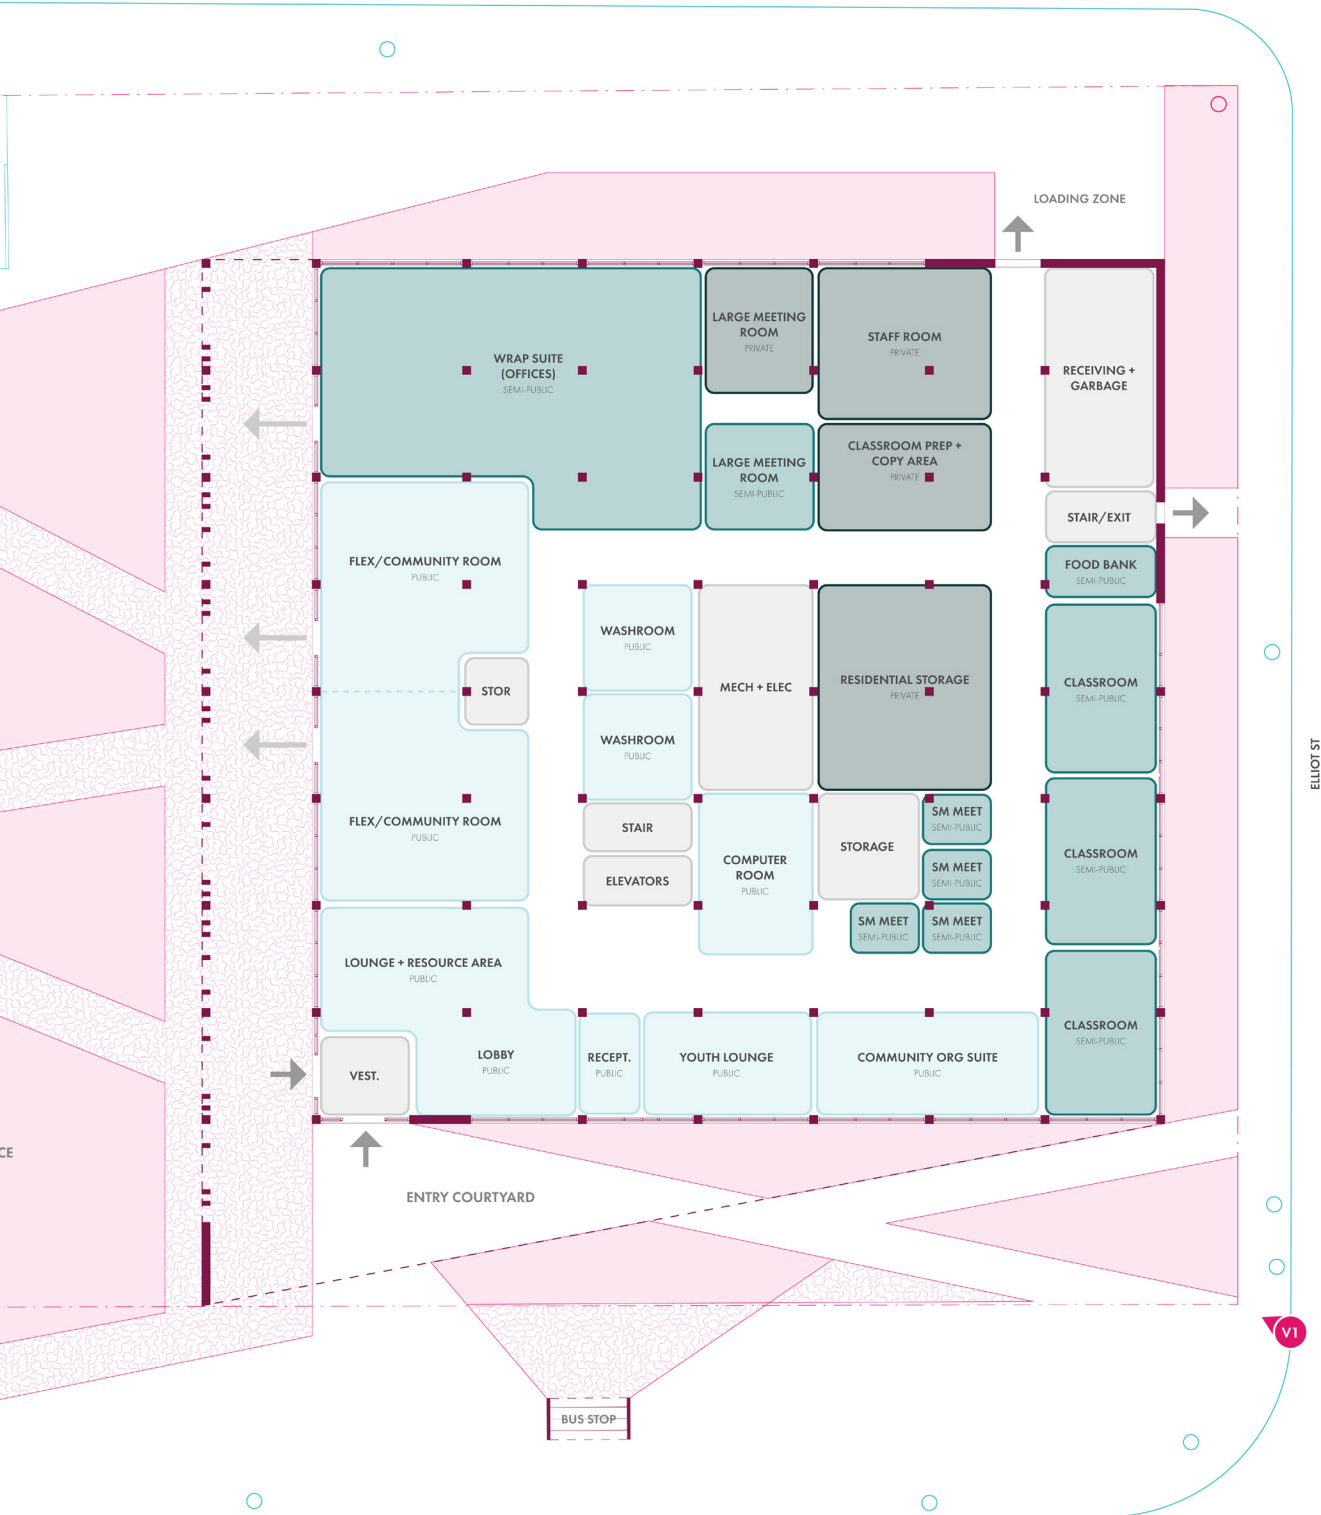 LOADING ZONE
LARGE MEETING
ROOM
PRIVATE
STAFF ROOM
PRIVATE
WRAP SUITE
(OFFICES)
SEMI-PUBLIC
RECEIVING +
GARBAGE
CLASSROOM PREP +
COPY AREA
PRIVATE
LARGE MEETING
ROOM
SEMI-PUBLIC
STAIR/EXIT
FLEX/COMMUNITY ROOM
PUBLIC
FOOD BANK
SEMI-PUBLIC
WASHROOM
PUBLIC
STOR
MECH + ELEC
RESIDENTIAL STORAGE
PRIVATE
CLASSROOM
SEMI-PUBLIC
WASHROOM
PUBLIC
ELLIOT ST
FLEX/COMMUNITY ROOM
PUBLIC
STAIR
SM MEET
SEMI-PUBLIC
STORAGE
CLASSROOM
SEMI-PUBLIC
COMPUTER
ROOM
PUBLIC
ELEVATORS
SM MEET
SEMI-PUBLIC
SM MEET
SEMI-PUBLIC
SM MEET
SEMI-PUBLIC
LOUNGE + RESOURCE AREA
PUBLIC
CLASSROOM
SEMI-PUBLIC
VEST.
LOBBY
PUBLIC
RECEPT.
PUBLIC
YOUTH LOUNGE
PUBLIC
COMMUNITY ORG SUITE
PUBLIC
CE
ENTRY COURTYARD
V1
BUS STOP